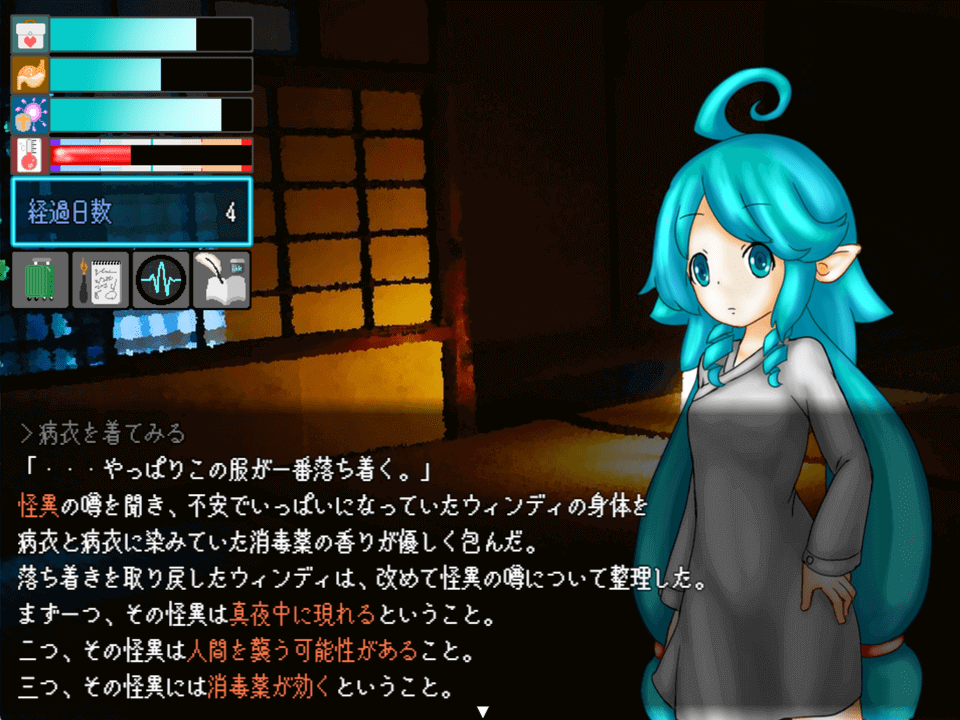 経過日数 4
＞病衣を着てみる
「・・・やっぱりこの服が一番落ち着く。」
怪異の噂を聞き、不安でいっぱいになっていたウィンディの身体を
病衣と病衣に染みていた消毒薬の香りが優しく包んだ。
落ち着きを取り戻したウィンディは、改めて怪異の噂について整理した。
まず一つ、その怪異は真夜中に現れるということ。
二つ、その怪異は人間を襲う可能性があること。
三つ、その怪異には消毒薬が効くということ。